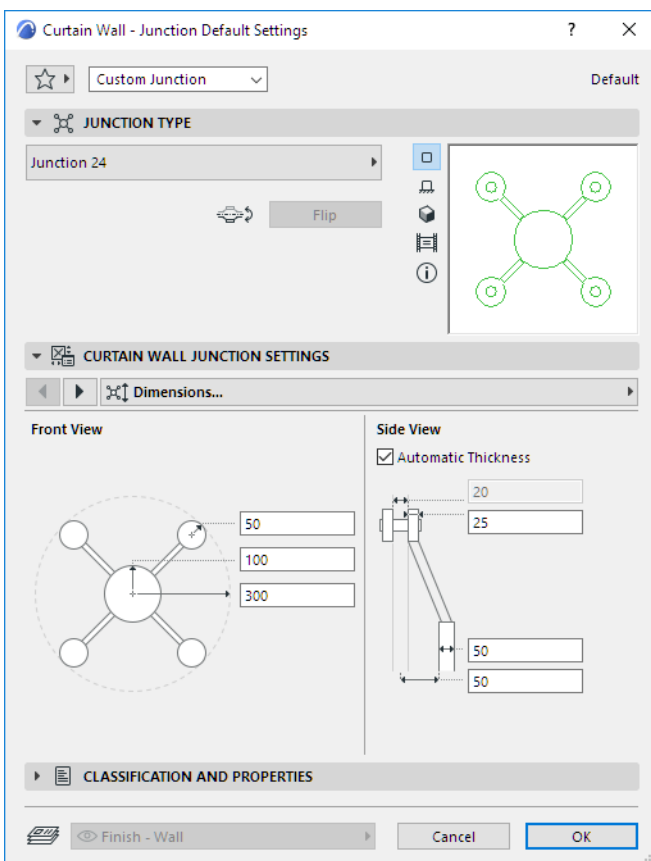 Curtain Wall - Junction Default Settings
?
Custom Junction
Default
JUNCTION TYPE
Junction 24
Flip
CURTAIN WALL JUNCTION SETTINGS
Dimensions...
Front View
50
100
300
Side View
Automatic Thickness
20
25
50
50
CLASSIFICATION AND PROPERTIES
Finish - Wall
Cancel
OK